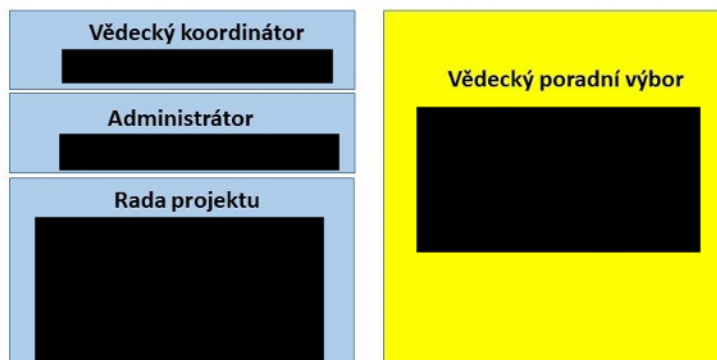 Vědecký koordinátor
Administrátor
Rada projektu
Vědecký poradní výbor